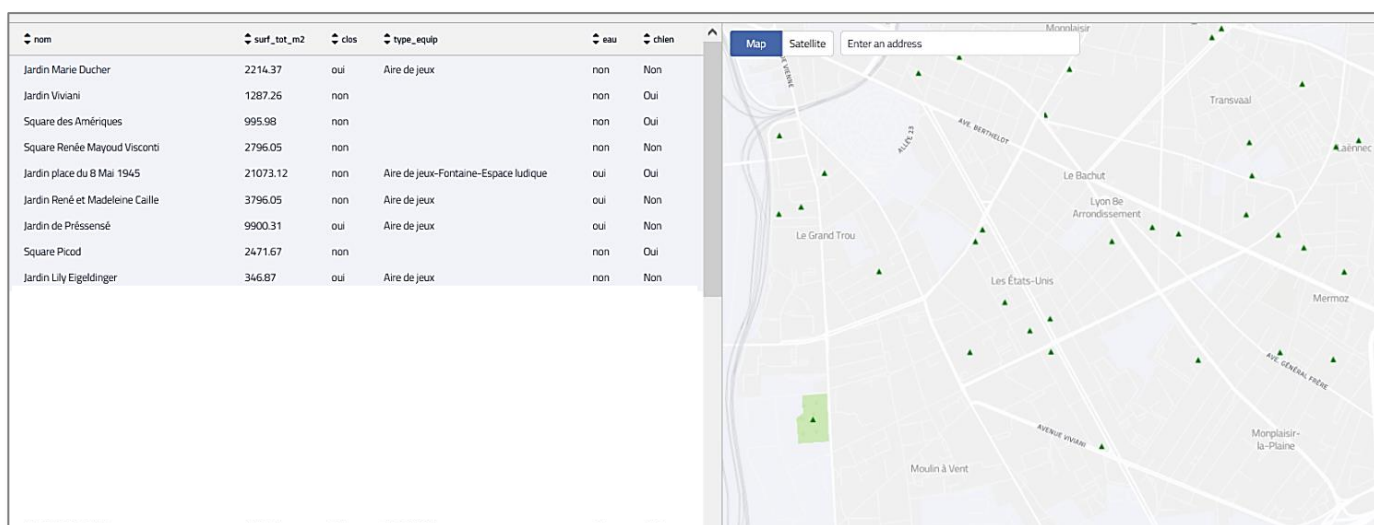 nom surf_tot_m2 clos type_equip eau chien
Jardin Marie Ducher 2214.37 oui Aire de jeux non Non
Jardin Viviani 1287.26 non non Oui
Square des Amériques 995.98 non non Oui
Square Renée Mayoud Visconti 2796.05 non non Non
Jardin place du 8 Mai 1945 21073.12 non Aire de jeux-Fontaine-Espace ludique oui Oui
Jardin René et Madeleine Caille 3796.05 non Aire de jeux oui Non
Jardin de Préssensé 9900.31 oui Aire de jeux oui Non
Square Picod 2471.67 non non Oui
Jardin Lily Eigeldinger 346.87 oui Aire de jeux non Non
Monplaisir
Map Satellite Enter an address
UE VIENNE
Transvaal
AVE. BERTHELOT
ALLÉE 23
Laënnec
Le Bachut
Lyon 8e
Arrondissement
Le Grand Trou
Les États-Unis
Mermoz
AVE. GÉNÉRAL FRÈRE
AVENUE VIVIANI
Monplaisir-
la-Plaine
Moulin à Vent